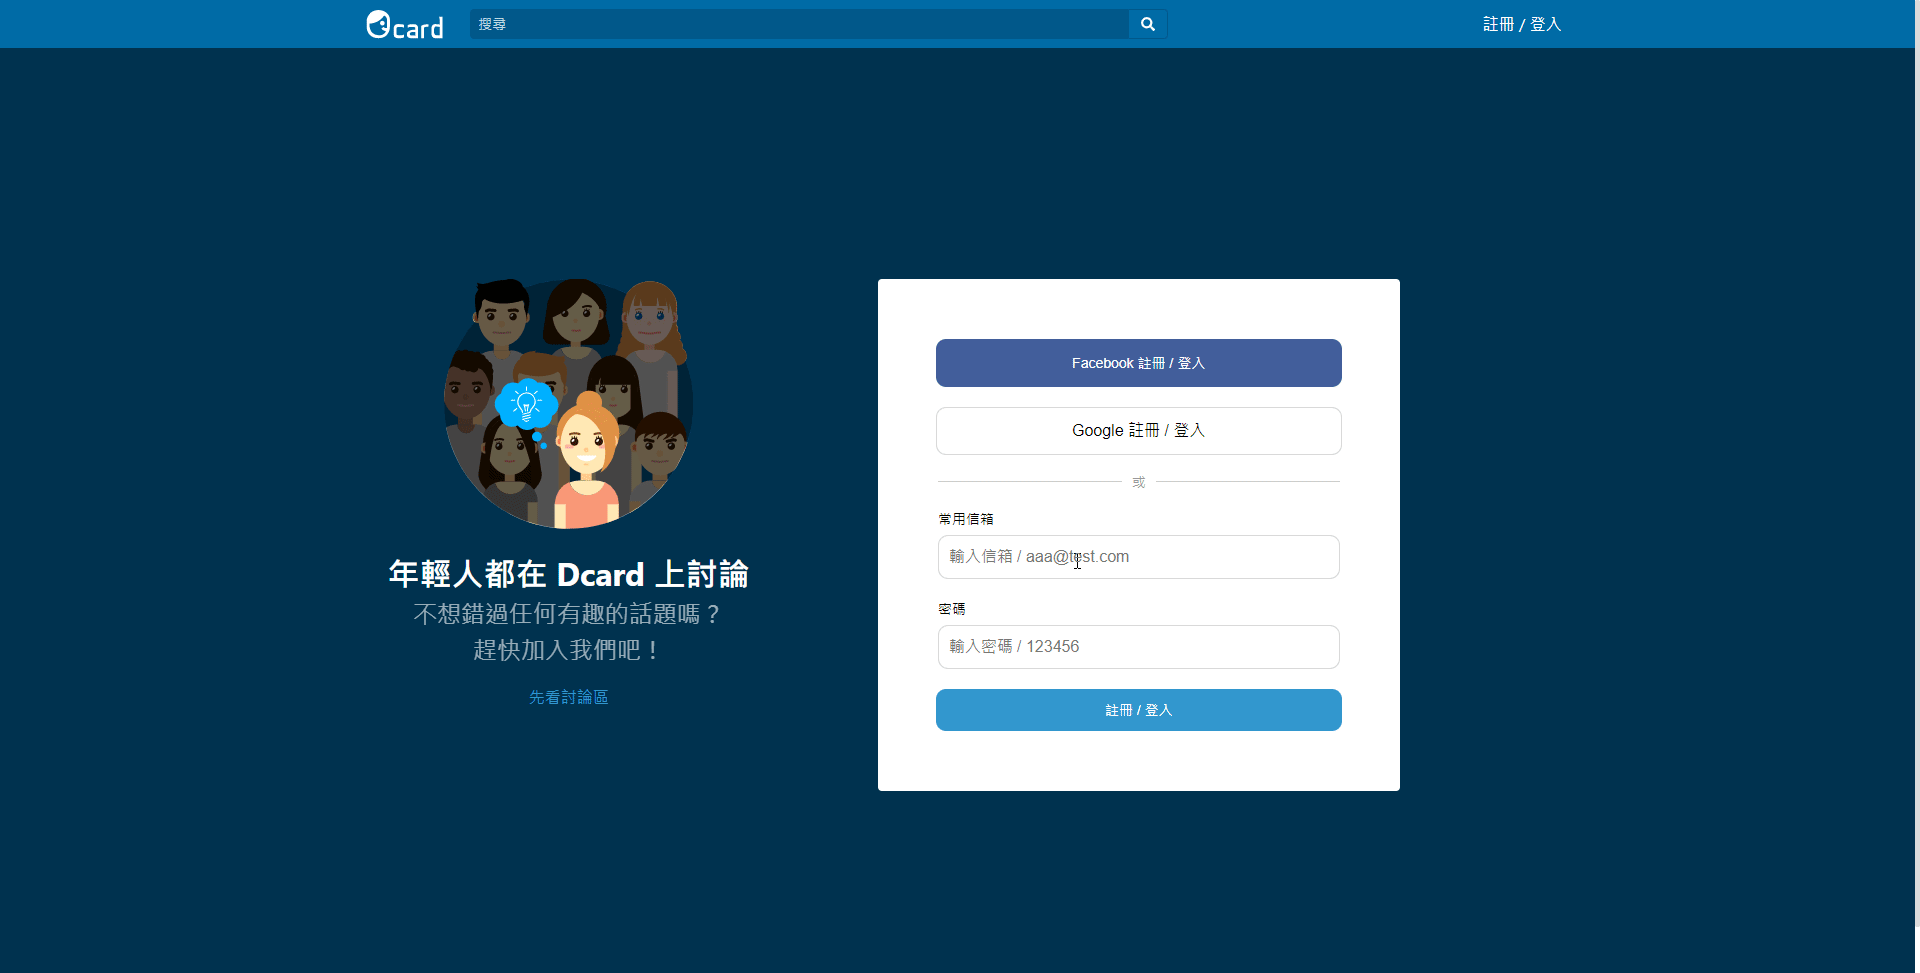 Dcard
搜尋
註冊 / 登入
年輕人都在 Dcard 上討論
不想錯過任何有趣的話題嗎？
趕快加入我們吧！
先看討論區
Facebook 註冊 / 登入
Google 註冊 / 登入
或
常用信箱
輸入信箱 / aaa@test.com
密碼
輸入密碼 / 123456
註冊 / 登入